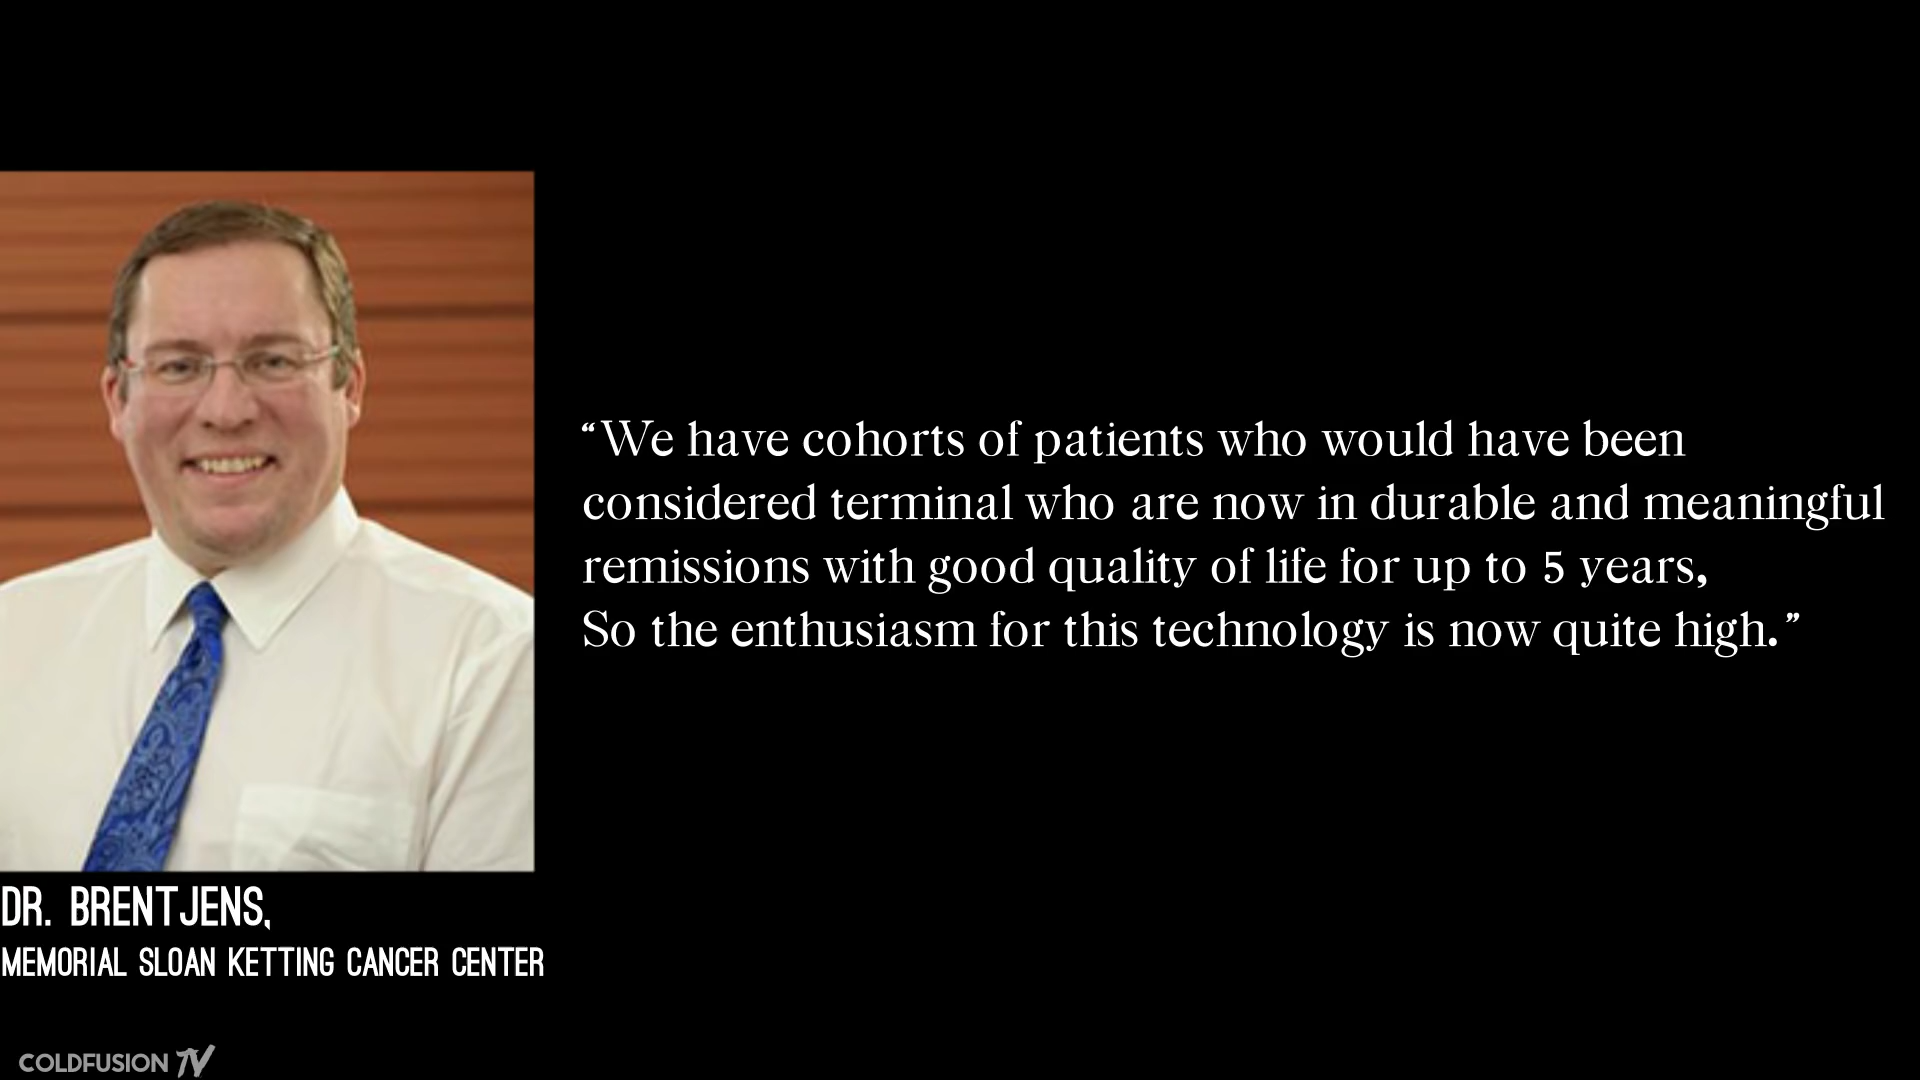 “We have cohorts of patients who would have been
considered terminal who are now in durable and meaningful
remissions with good quality of life for up to 5 years,
So the enthusiasm for this technology is now quite high.”
DR. BRENTJENS,
MEMORIAL SLOAN KETTING CANCER CENTER
COLDFUSION TV